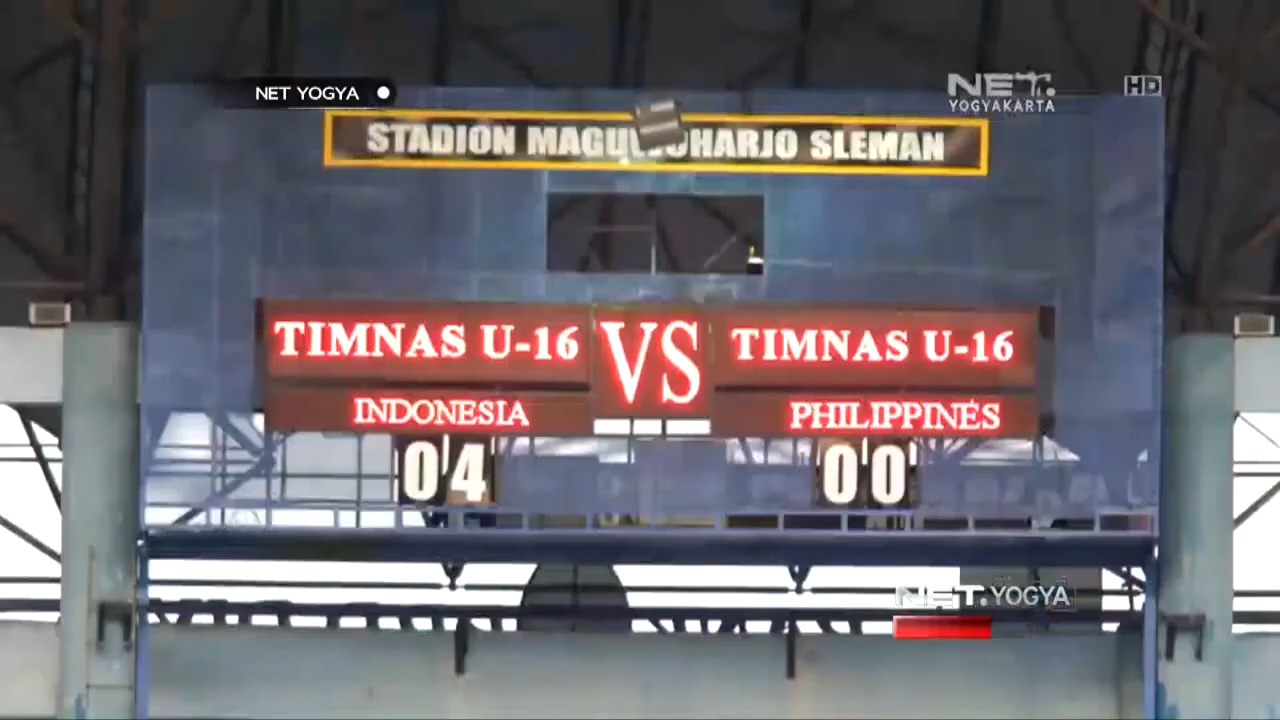 NET YOGYA
NET.
YOGYAKARTA
HD
STADION MAGUWOHARJO SLEMAN
TIMNAS U-16 VS TIMNAS U-16
INDONESIA PHILIPPINES
04 00
NET. YOGYA